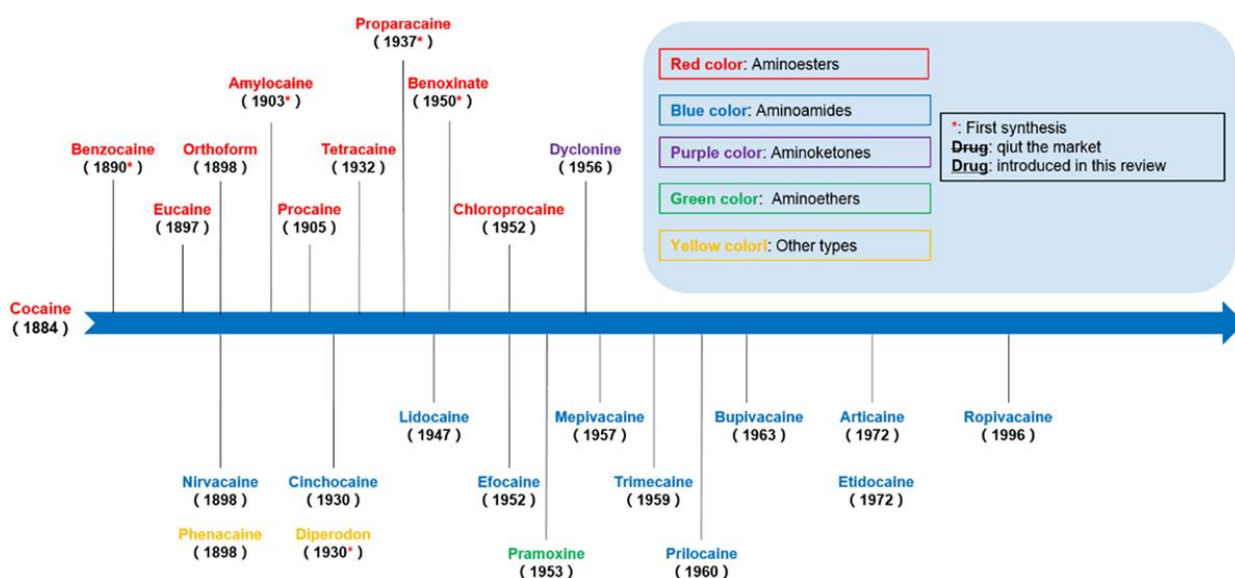 Proparacaine
( 1937* )
Amylocaine
( 1903* )
Benoxinate
( 1950* )
Benzocaine
( 1890* )
Orthoform
( 1898 )
Tetracaine
( 1932 )
Dyclonine
( 1956 )
Eucaine
( 1897 )
Procaine
( 1905 )
Chloroprocaine
( 1952 )
Cocaine
( 1884 )
Red color: Aminoesters
Blue color: Aminoamides
Purple color: Aminoketones
Green color: Aminoethers
Yellow colorl: Other types
*: First synthesis
Drug: qiut the market
Drug: introduced in this review
Lidocaine
( 1947 )
Mepivacaine
( 1957 )
Bupivacaine
( 1963 )
Articaine
( 1972 )
Ropivacaine
( 1996 )
Nirvacaine
( 1898 )
Cinchocaine
( 1930 )
Efocaine
( 1952 )
Trimecaine
( 1959 )
Etidocaine
( 1972 )
Phenacaine
( 1898 )
Diperodon
( 1930* )
Pramoxine
( 1953 )
Prilocaine
( 1960 )